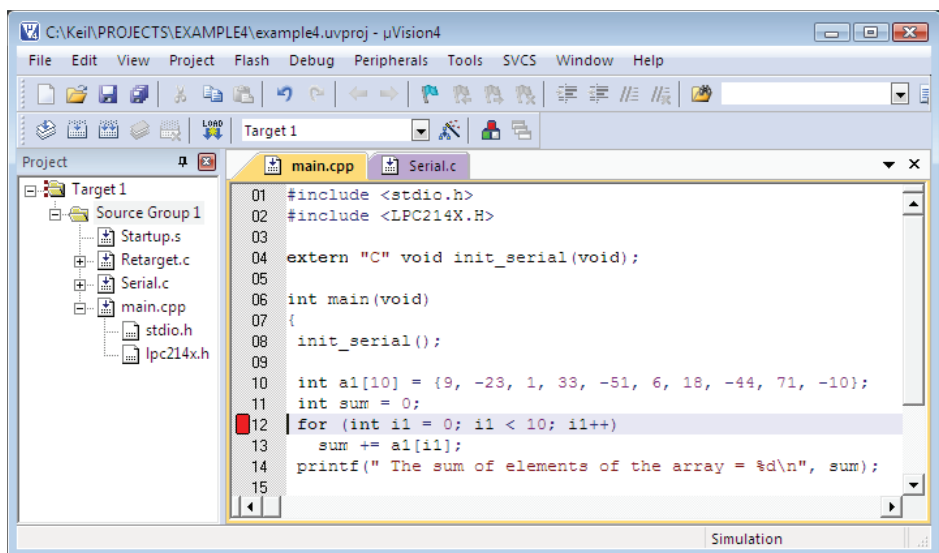 C:\Keil\PROJECTS\EXAMPLE4\example4.uvproj - µVision4
File Edit View Project Flash Debug Peripherals Tools SVCS Window Help
LOAD Target 1
Project
main.cpp Serial.c
Target 1
Source Group 1
Startup.s
Retarget.c
Serial.c
main.cpp
stdio.h
lpc214x.h
01 #include <stdio.h>
02 #include <LPC214X.H>
03
04 extern "C" void init_serial(void);
05
06 int main(void)
07 {
08 init_serial();
09
10 int a1[10] = {9, -23, 1, 33, -51, 6, 18, -44, 71, -10};
11 int sum = 0;
12 for (int i1 = 0; i1 < 10; i1++)
13 sum += a1[i1];
14 printf(" The sum of elements of the array = %d\n", sum);
15
Simulation